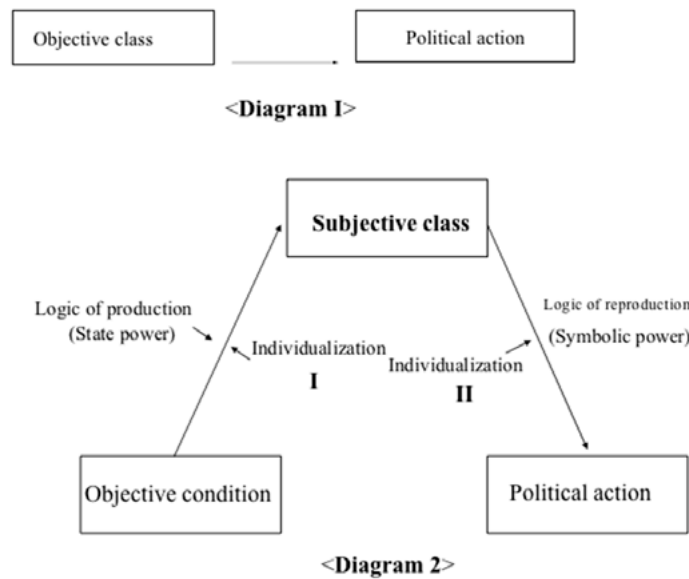 Objective class
Political action
<Diagram I>
Subjective class
Logic of production
(State power)
Individualization
I
Logic of reproduction
(Symbolic power)
Individualization
II
Objective condition
Political action
<Diagram 2>